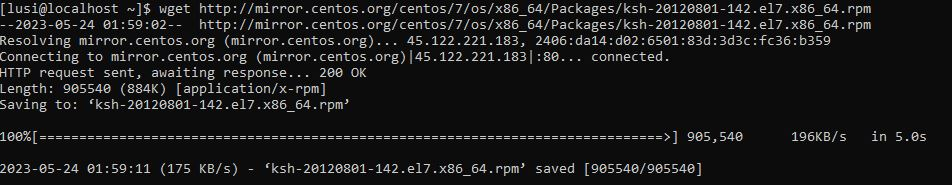 [lusi@localhost ~]$ wget http://mirror.centos.org/centos/7/os/x86_64/Packages/ksh-20120801-142.el7.x86_64.rpm
--2023-05-24 01:59:02--  http://mirror.centos.org/centos/7/os/x86_64/Packages/ksh-20120801-142.el7.x86_64.rpm
Resolving mirror.centos.org (mirror.centos.org)... 45.122.221.183, 2406:da14:d02:6501:83d:3d3c:fc36:b359
Connecting to mirror.centos.org (mirror.centos.org)|45.122.221.183|:80... connected.
HTTP request sent, awaiting response... 200 OK
Length: 905540 (884K) [application/x-rpm]
Saving to: ‘ksh-20120801-142.el7.x86_64.rpm’
100%[==============================================================================>] 905,540      196KB/s   in 5.0s
2023-05-24 01:59:11 (175 KB/s) - ‘ksh-20120801-142.el7.x86_64.rpm’ saved [905540/905540]